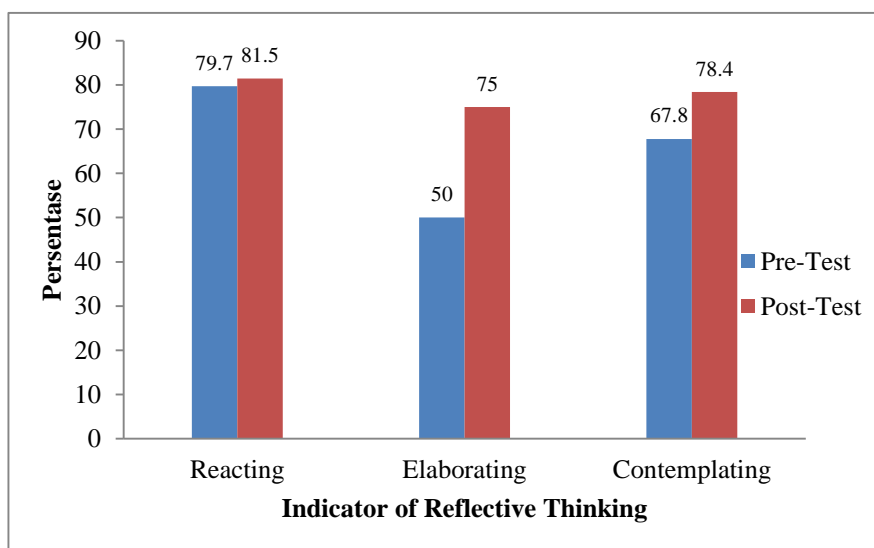 90
80
70
60
50
40
30
20
10
0
Persentase
79.7
81.5
50
75
67.8
78.4
Pre-Test
Post-Test
Reacting
Elaborating
Contemplating
Indicator of Reflective Thinking